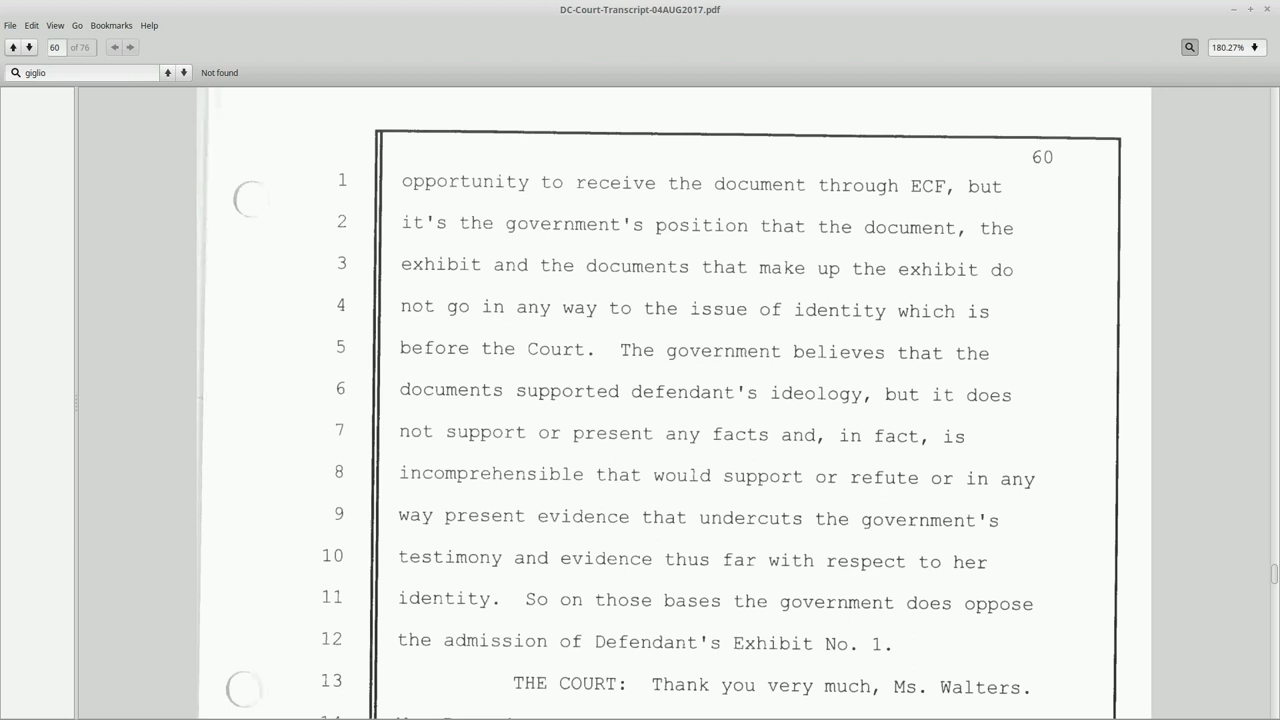 DC-Court-Transcript-04AUG2017.pdf
File Edit View Go Bookmarks Help
60 of 76 180.27%
giglio Not found
60
1 opportunity to receive the document through ECF, but
2 it's the government's position that the document, the
3 exhibit and the documents that make up the exhibit do
4 not go in any way to the issue of identity which is
5 before the Court. The government believes that the
6 documents supported defendant's ideology, but it does
7 not support or present any facts and, in fact, is
8 incomprehensible that would support or refute or in any
9 way present evidence that undercuts the government's
10 testimony and evidence thus far with respect to her
11 identity. So on those bases the government does oppose
12 the admission of Defendant's Exhibit No. 1.
13 THE COURT: Thank you very much, Ms. Walters.